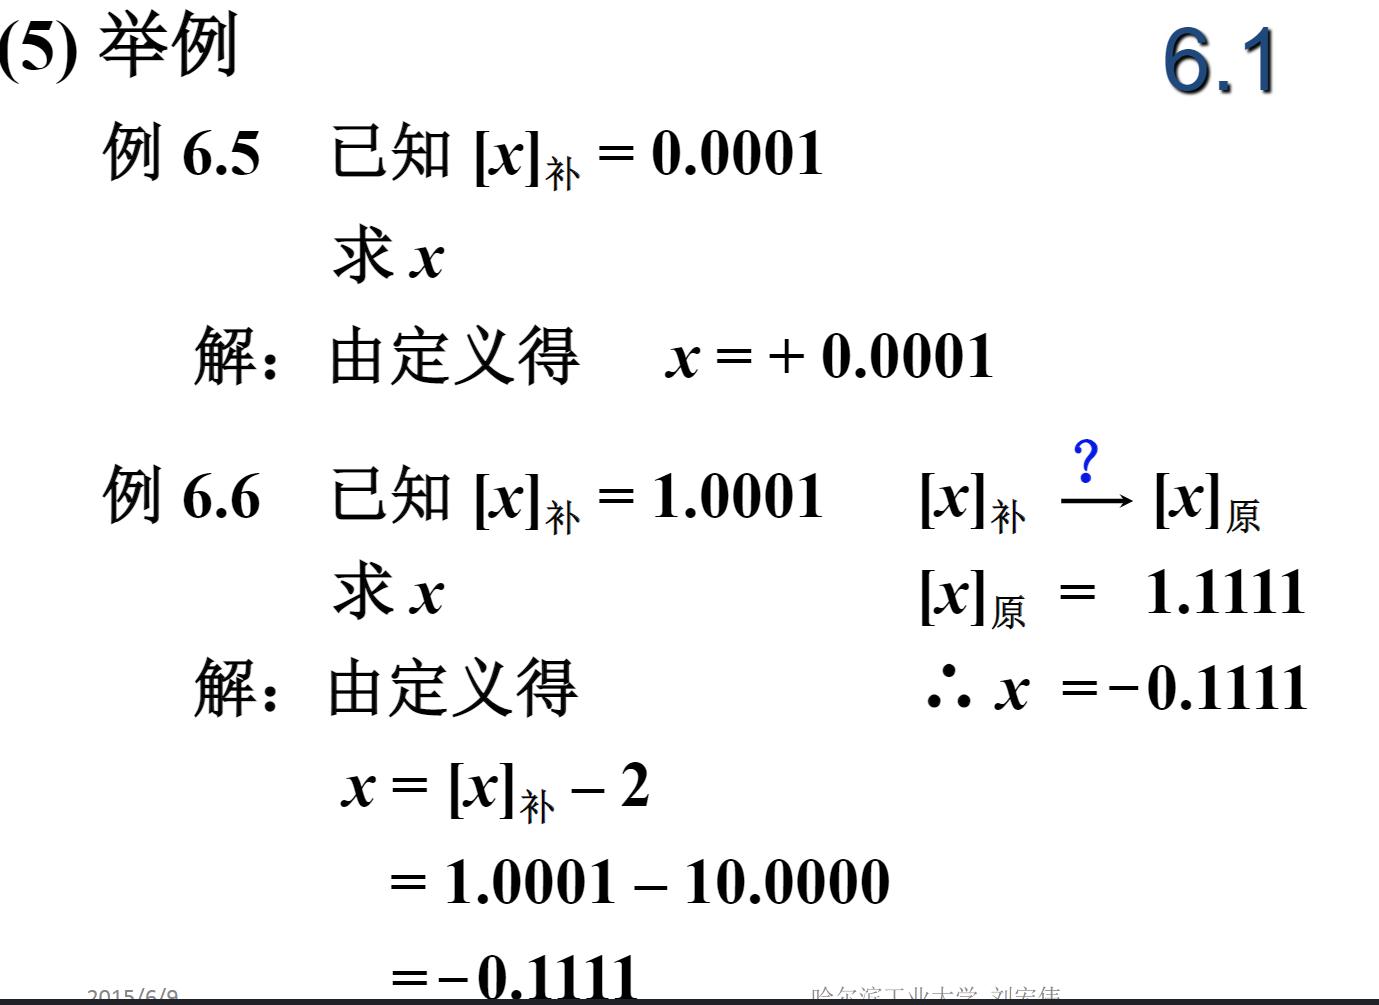 (5) 举例
6.1
例 6.5 已知 [x]补 = 0.0001
求 x
解： 由定义得 x = + 0.0001
例 6.6 已知 [x]补 = 1.0001 [x]补 ? → [x]原
求 x [x]原 = 1.1111
解： 由定义得 ∴ x = – 0.1111
x = [x]补 – 2
= 1.0001 – 10.0000
= – 0.1111
2015/6/9 哈尔滨工业大学 刘宏伟